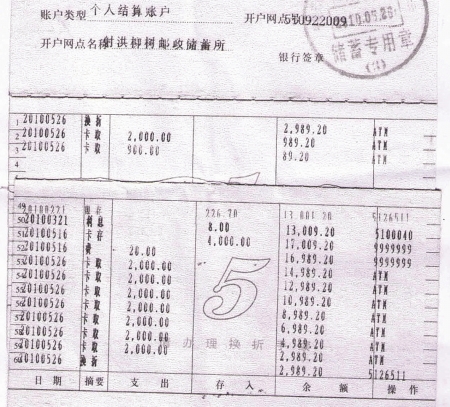 账户类型 个人结算账户
开户网点 510922009
开户网点名称 射洪柳树邮政储蓄所
银行签章
10.05.26
储蓄专用章
(3)
1 20100526 换折 2,989.20 ATM
2 20100526 卡取 2,000.00 989.20 ATM
3 20100526 卡取 900.00 89.20 ATM
4
5
49 20100321 226.70 13,001.20 5126511
50 20100321 利息 8.00 13,009.20 5100040
51 20100516 卡存 4,000.00 17,009.20 9999999
52 20100516 费 20.00 16,989.20 9999999
53 20100526 卡取 2,000.00 14,989.20 ATM
54 20100526 卡取 2,000.00 12,989.20 ATM
55 20100526 卡取 2,000.00 10,989.20 ATM
56 20100526 卡取 2,000.00 8,989.20 ATM
57 20100526 卡取 2,000.00 6,989.20 ATM
58 20100526 卡取 2,000.00 4,989.20 ATM
59 20100526 卡取 2,000.00 2,989.20 ATM
60 20100526 换折 2,989.20 5126511
5
办理换折
日期 摘要 支出 存入 余额 操作